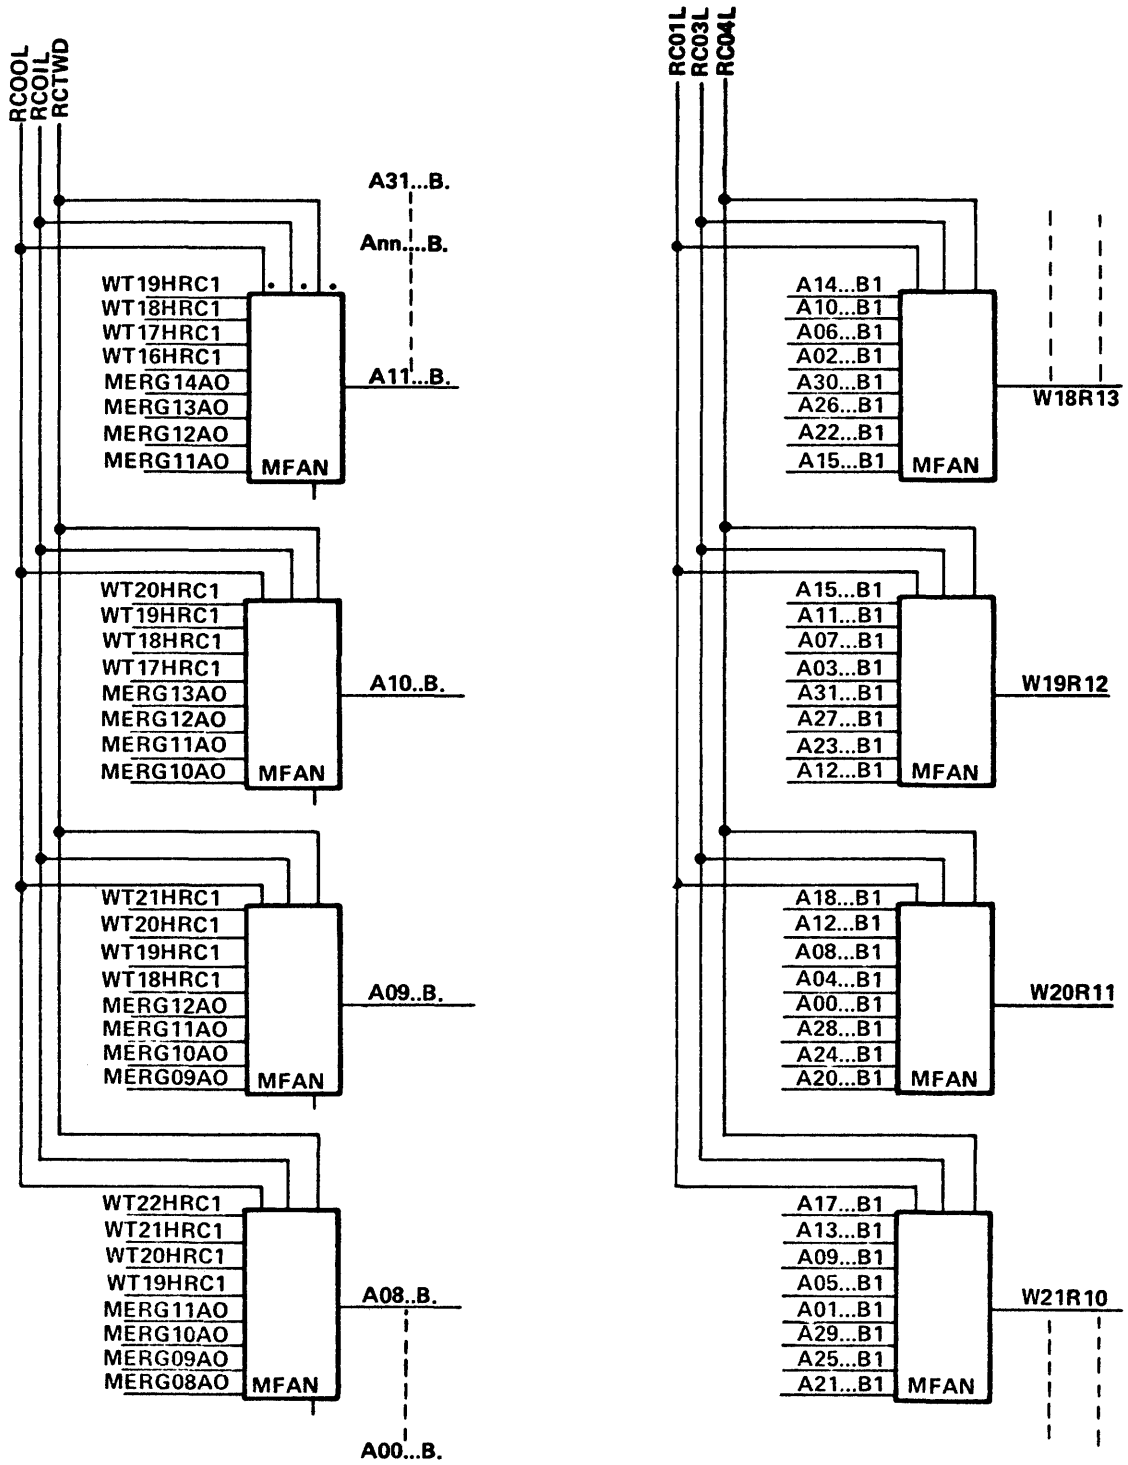 RCOOL
RCOIL
RCTWD
A31...B.
Ann....B.
WT19HRC1
WT18HRC1
WT17HRC1
WT16HRC1
MERG14AO
MERG13AO
MERG12AO
MERG11AO
MFAN
A11...B.
WT20HRC1
WT19HRC1
WT18HRC1
WT17HRC1
MERG13AO
MERG12AO
MERG11AO
MERG10AO
MFAN
A10..B.
WT21HRC1
WT20HRC1
WT19HRC1
WT18HRC1
MERG12AO
MERG11AO
MERG10AO
MERG09AO
MFAN
A09..B.
WT22HRC1
WT21HRC1
WT20HRC1
WT19HRC1
MERG11AO
MERG10AO
MERG09AO
MERG08AO
MFAN
A08..B.
A00...B.
RC01L
RC03L
RC04L
A14...B1
A10...B1
A06...B1
A02...B1
A30...B1
A26...B1
A22...B1
A15...B1
MFAN
W18R13
A15...B1
A11...B1
A07...B1
A03...B1
A31...B1
A27...B1
A23...B1
A12...B1
MFAN
W19R12
A18...B1
A12...B1
A08...B1
A04...B1
A00...B1
A28...B1
A24...B1
A20...B1
MFAN
W20R11
A17...B1
A13...B1
A09...B1
A05...B1
A01...B1
A29...B1
A25...B1
A21...B1
MFAN
W21R10